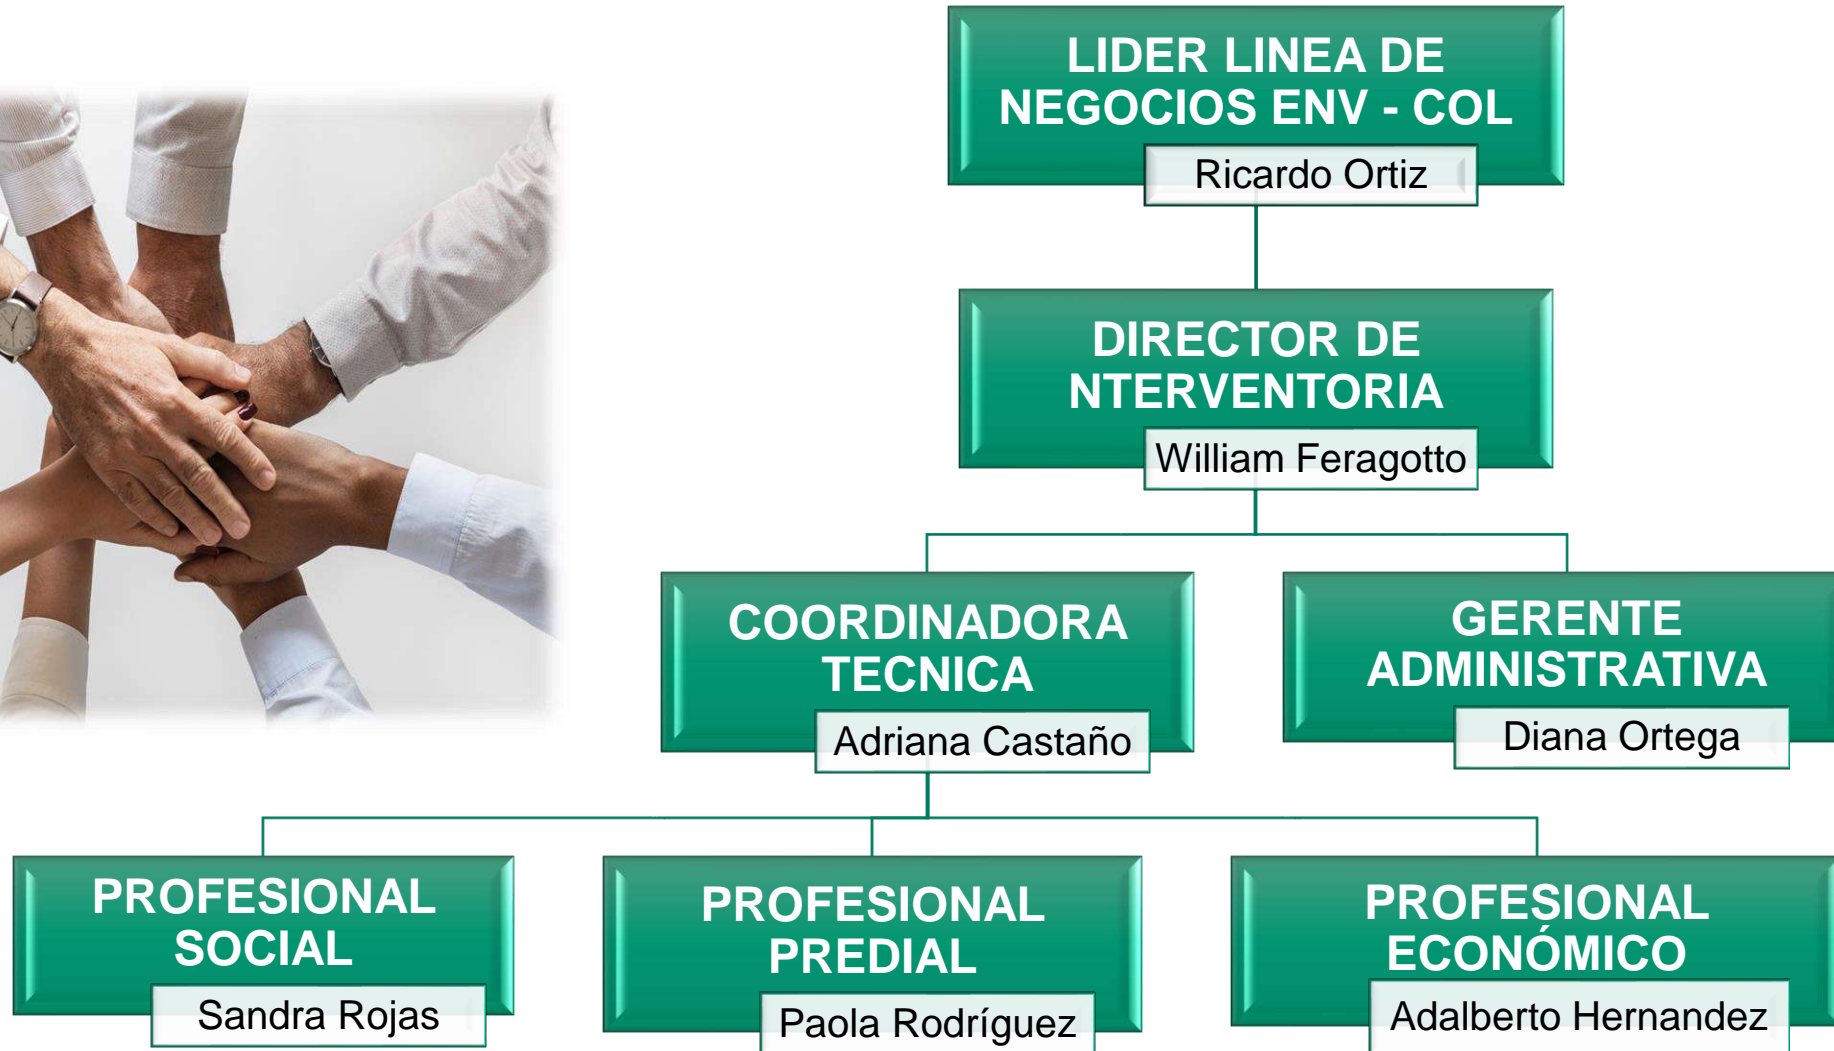 LIDER LINEA DE
NEGOCIOS ENV - COL
Ricardo Ortiz
DIRECTOR DE
NTERVENTORIA
William Feragotto
COORDINADORA
TECNICA
Adriana Castaño
GERENTE
ADMINISTRATIVA
Diana Ortega
PROFESIONAL
SOCIAL
Sandra Rojas
PROFESIONAL
PREDIAL
Paola Rodríguez
PROFESIONAL
ECONÓMICO
Adalberto Hernandez